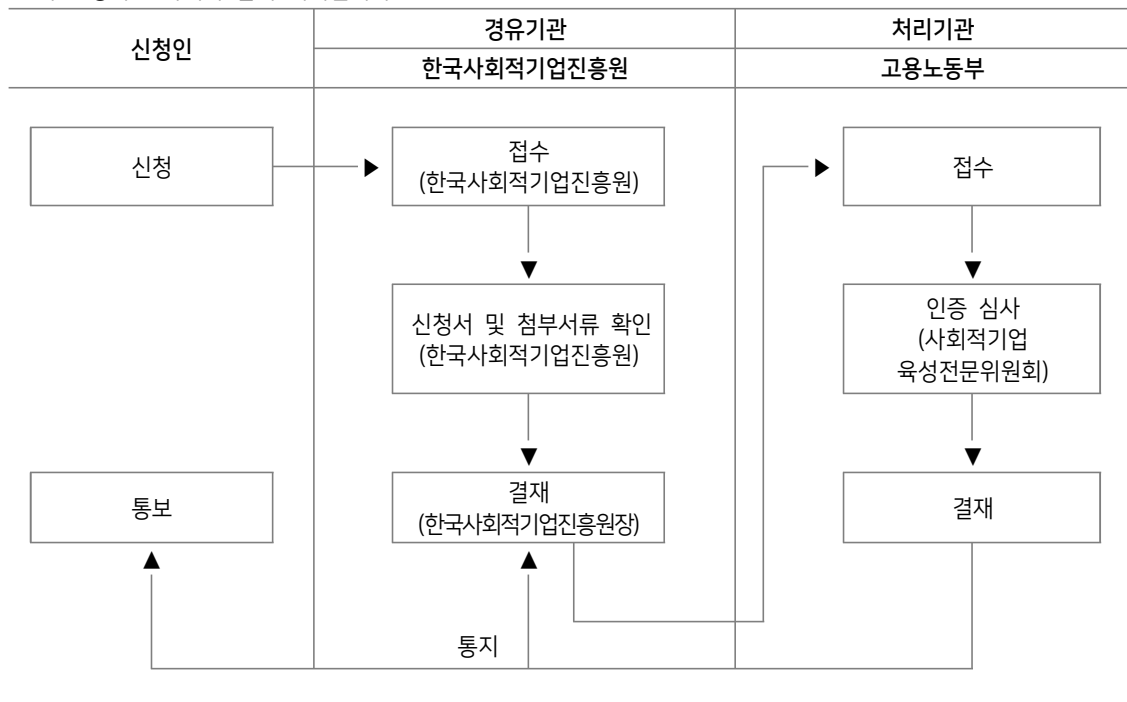 신청인
경유기관
처리기관
한국사회적기업진흥원
고용노동부
신청
접수
(한국사회적기업진흥원)
접수
신청서 및 첨부서류 확인
(한국사회적기업진흥원)
인증 심사
(사회적기업
육성전문위원회)
통보
결재
(한국사회적기업진흥원장)
결재
통지